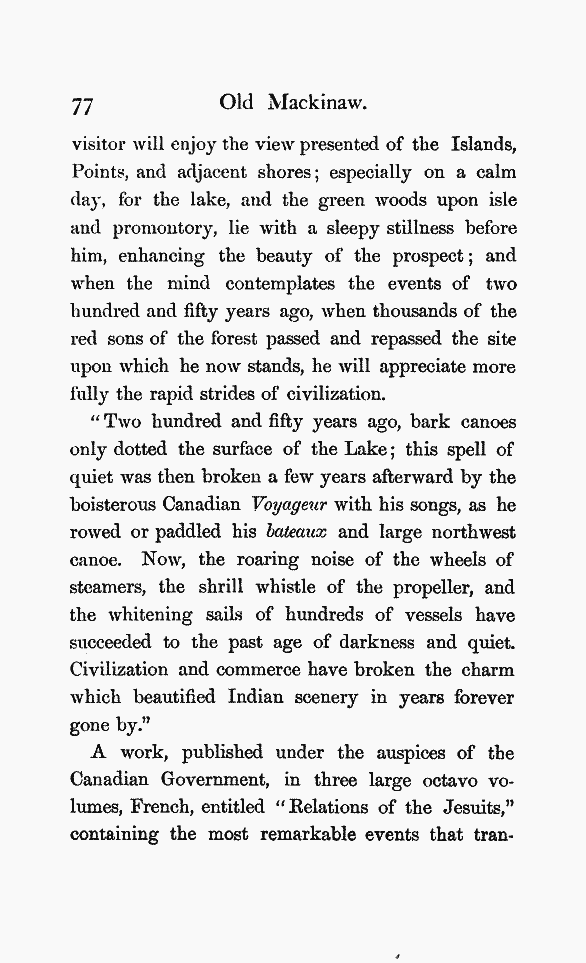 77 Old Mackinaw.
visitor will enjoy the view presented of the Islands,
Points, and adjacent shores; especially on a calm
day, for the lake, and the green woods upon isle
and promontory, lie with a sleepy stillness before
him, enhancing the beauty of the prospect; and
when the mind contemplates the events of two
hundred and fifty years ago, when thousands of the
red sons of the forest passed and repassed the site
upon which he now stands, he will appreciate more
fully the rapid strides of civilization.
“Two hundred and fifty years ago, bark canoes
only dotted the surface of the Lake; this spell of
quiet was then broken a few years afterward by the
boisterous Canadian Voyageur with his songs, as he
rowed or paddled his bateaux and large northwest
canoe. Now, the roaring noise of the wheels of
steamers, the shrill whistle of the propeller, and
the whitening sails of hundreds of vessels have
succeeded to the past age of darkness and quiet.
Civilization and commerce have broken the charm
which beautified Indian scenery in years forever
gone by.”
A work, published under the auspices of the
Canadian Government, in three large octavo vo-
lumes, French, entitled “Relations of the Jesuits,”
containing the most remarkable events that tran-